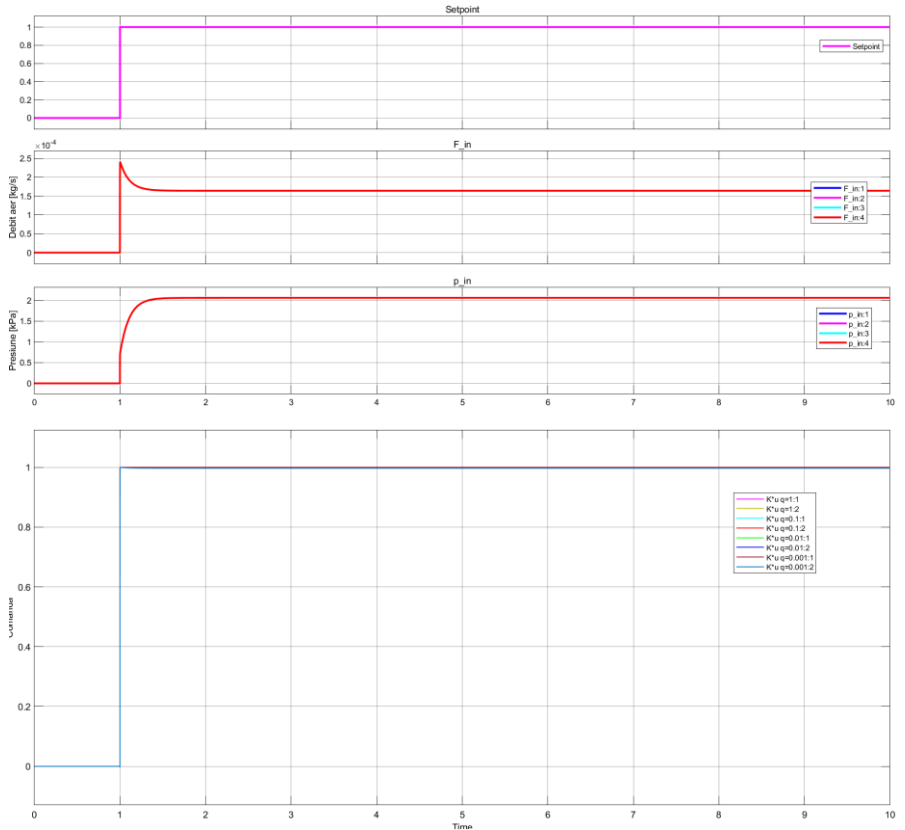 Setpoint
1
0.8
0.6
0.4
0.2
0
Setpoint
×10⁻⁴
F_in
Debit aer [kg/s]
2.5
2
1.5
1
0.5
0
F_in:1
F_in:2
F_in:3
F_in:4
p_in
Presiune [kPa]
2
1.5
1
0.5
0
p_in:1
p_in:2
p_in:3
p_in:4
0 1 2 3 4 5 6 7 8 9 10
1
0.8
0.6
0.4
0.2
0
K*u q=1:1
K*u q=1:2
K*u q=0.1:1
K*u q=0.1:2
K*u q=0.01:1
K*u q=0.01:2
K*u q=0.001:1
K*u q=0.001:2
0 1 2 3 4 5 6 7 8 9 10
Time